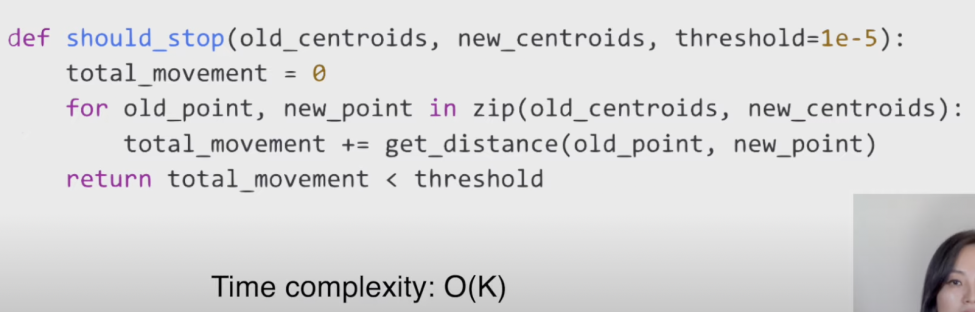 def should_stop(old_centroids, new_centroids, threshold=1e-5):
    total_movement = 0
    for old_point, new_point in zip(old_centroids, new_centroids):
        total_movement += get_distance(old_point, new_point)
    return total_movement < threshold
Time complexity: O(K)